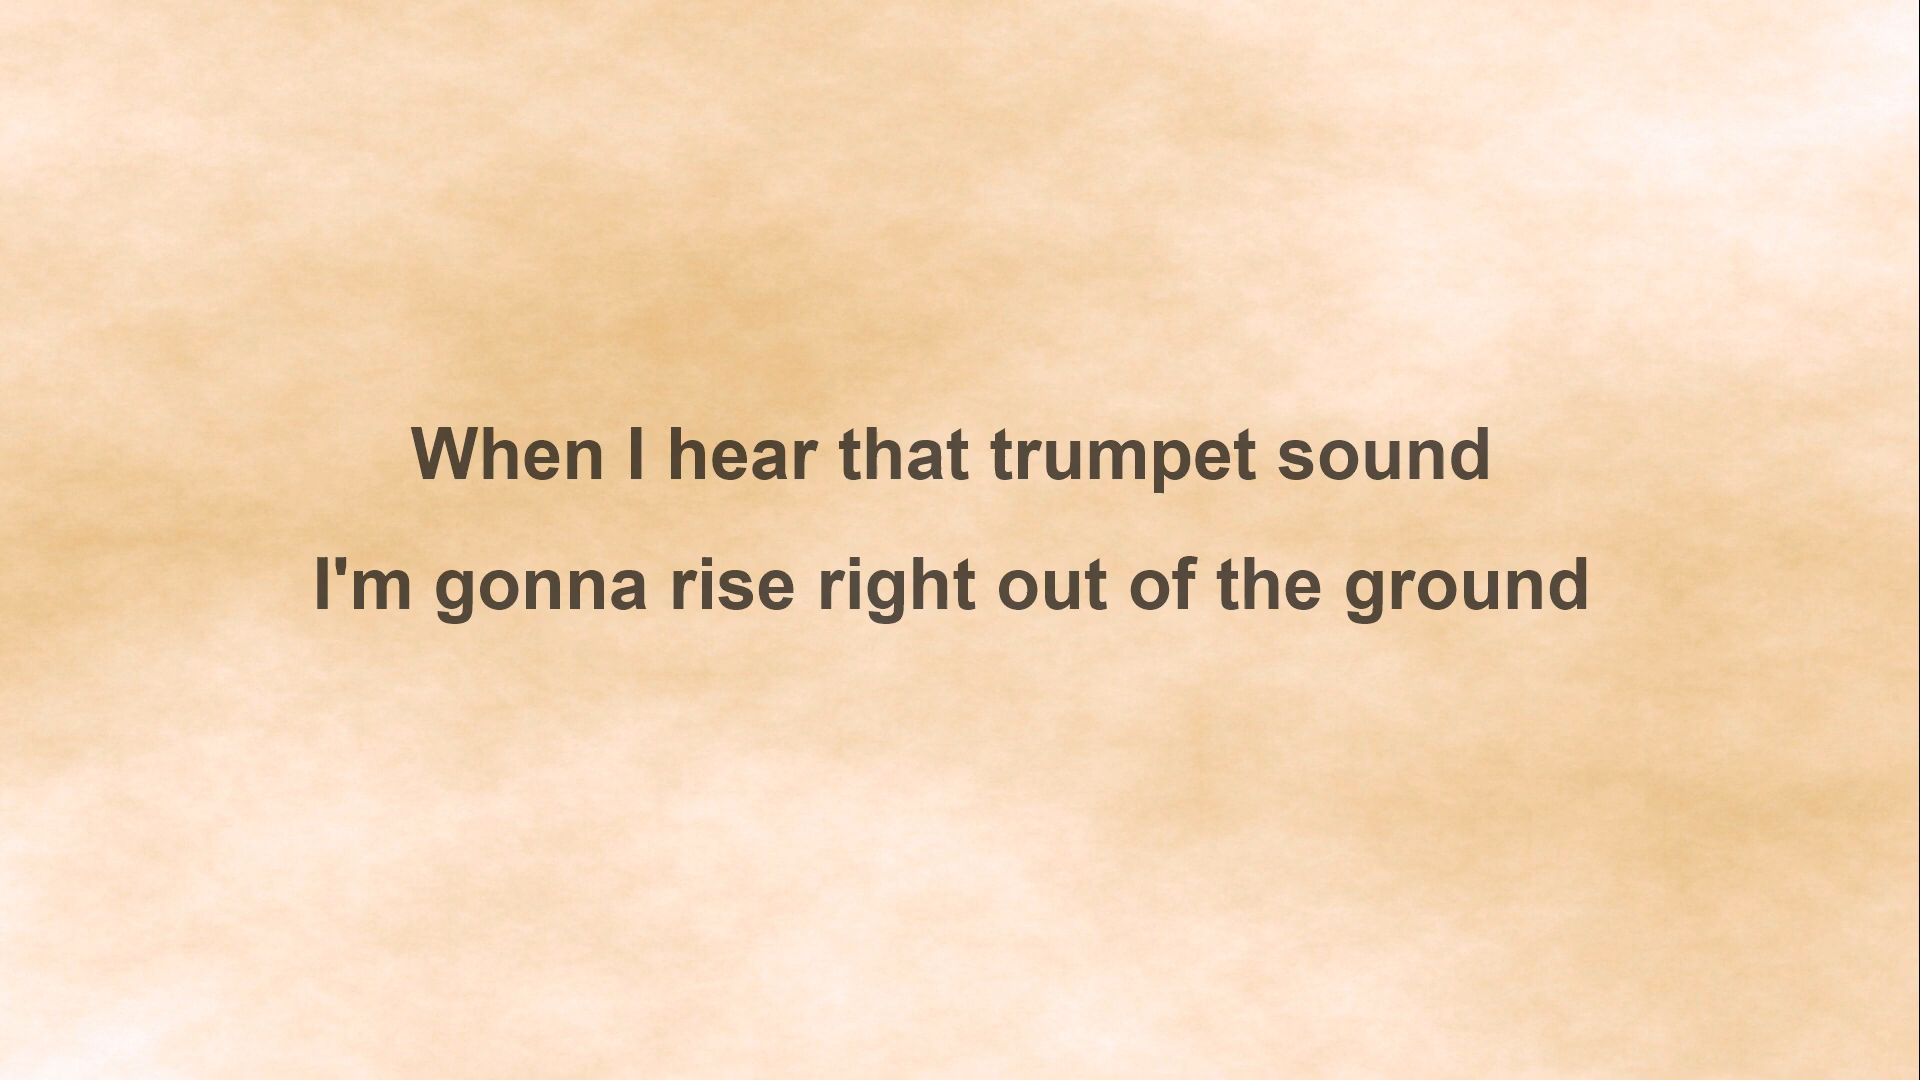 When I hear that trumpet sound
I'm gonna rise right out of the ground